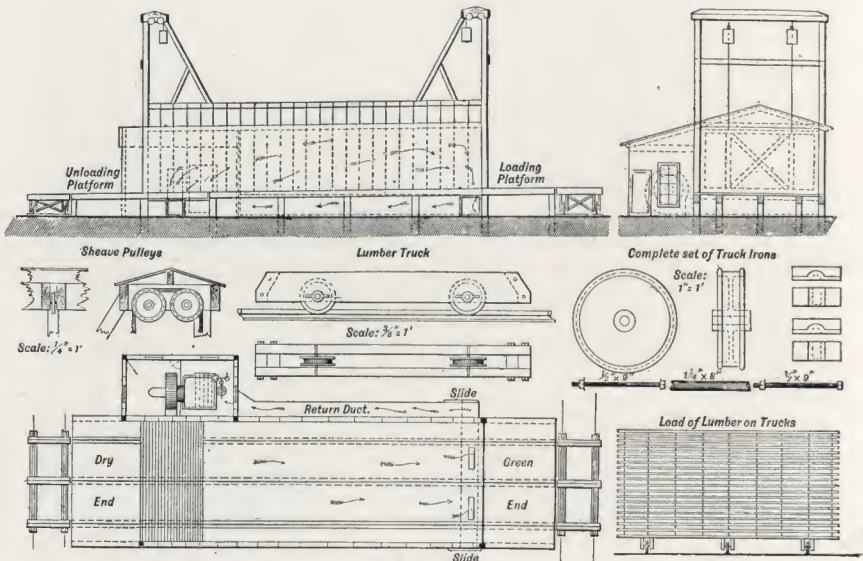 Unloading
Platform
Loading
Platform
Sheave Pulleys
Lumber Truck
Complete set of Truck Irons
Scale:
1"= 1'
Scale: 1/4"= 1'
Scale: 3/8"= 1'
1/2"× 9"
1 1/4"× 8"
1/2"× 9"
Slide
Return Duct.
Load of Lumber on Trucks
Dry
End
Green
End
Slide